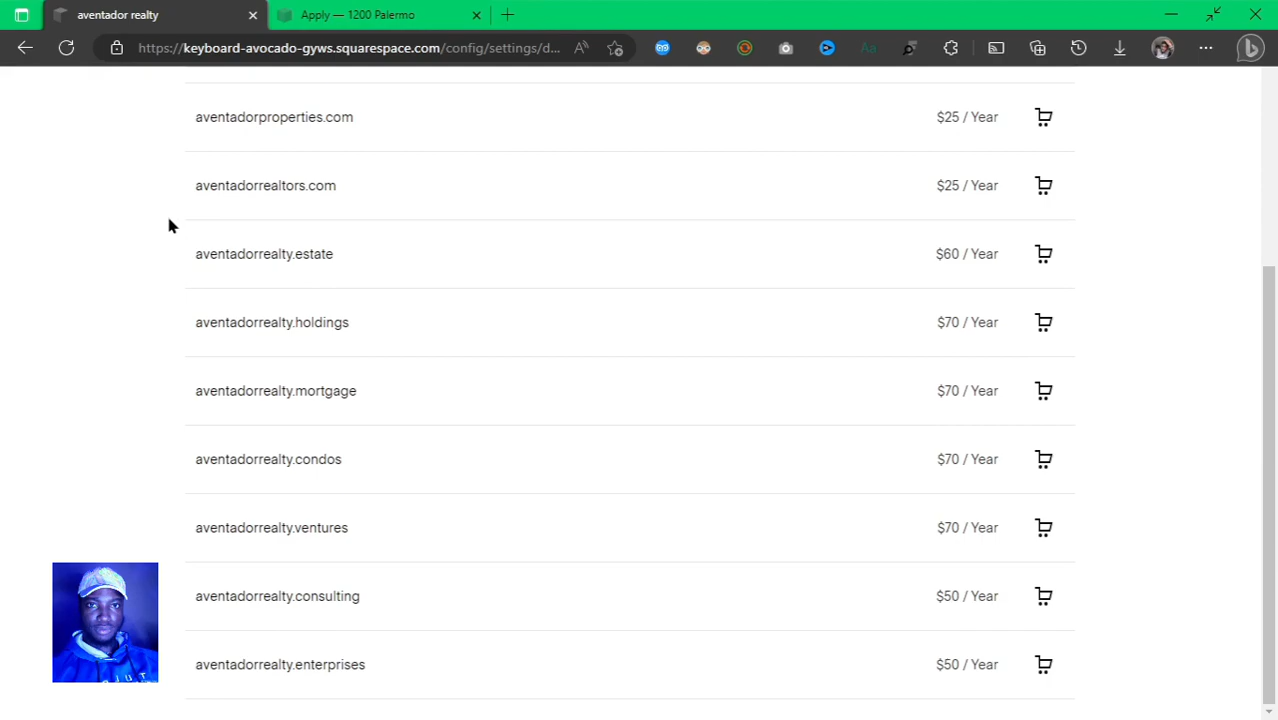 aventador realty
Apply — 1200 Palermo
https://keyboard-avocado-gyws.squarespace.com/config/settings/d...
aventadorproperties.com $25 / Year
aventadorrealtors.com $25 / Year
aventadorrealty.estate $60 / Year
aventadorrealty.holdings $70 / Year
aventadorrealty.mortgage $70 / Year
aventadorrealty.condos $70 / Year
aventadorrealty.ventures $70 / Year
aventadorrealty.consulting $50 / Year
aventadorrealty.enterprises $50 / Year